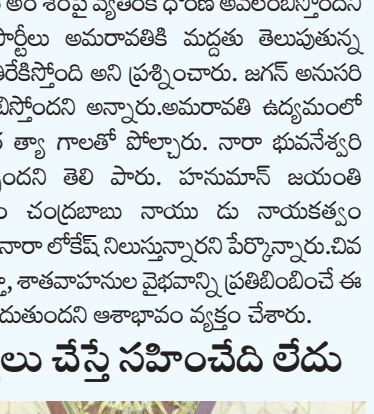 అం శంపై వ్యతిరేక ధోరణి అవలంబిస్తోందని
పార్టీలు అమరావతికి మద్దతు తెలుపుతున్న
తిరేకిస్తోంది అని ప్రశ్నించారు. జగన్ అనుసరి
బిస్తోందని అన్నారు.అమరావతి ఉద్యమంలో
త్యా గాలతో పోల్చారు. నారా భువనేశ్వరి
ందని తెలి పారు. హనుమాన్ జయంతి
చంద్రబాబు నాయు డు నాయకత్వం
నారా లోకేష్ నిలుస్తున్నారని పేర్కొన్నారు.చివ
శాతవాహనుల వైభవాన్ని ప్రతిబింబించే ఈ
దుతుందని ఆశాభావం వ్యక్తం చేశారు.
లు చేస్తే సహించేది లేదు